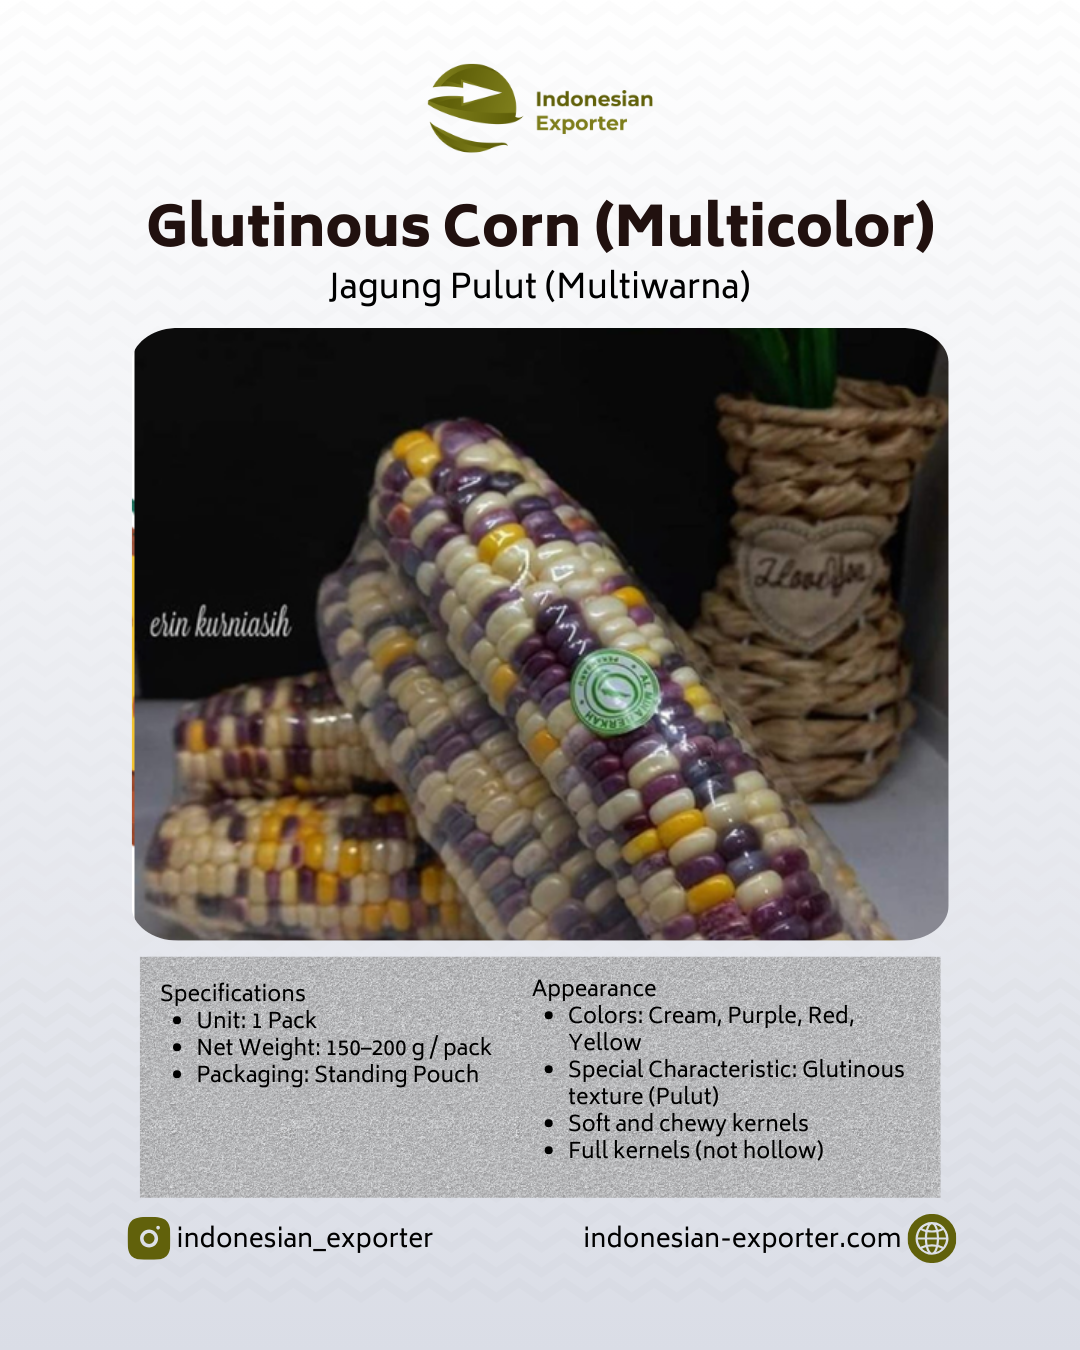 Indonesian
Exporter
Glutinous Corn (Multicolor)
Jagung Pulut (Multiwarna)
I Love You
erin kurniasih
Specifications
• Unit: 1 Pack
• Net Weight: 150–200 g / pack
• Packaging: Standing Pouch
Appearance
• Colors: Cream, Purple, Red,
Yellow
• Special Characteristic: Glutinous
texture (Pulut)
• Soft and chewy kernels
• Full kernels (not hollow)
indonesian_exporter
indonesian-exporter.com